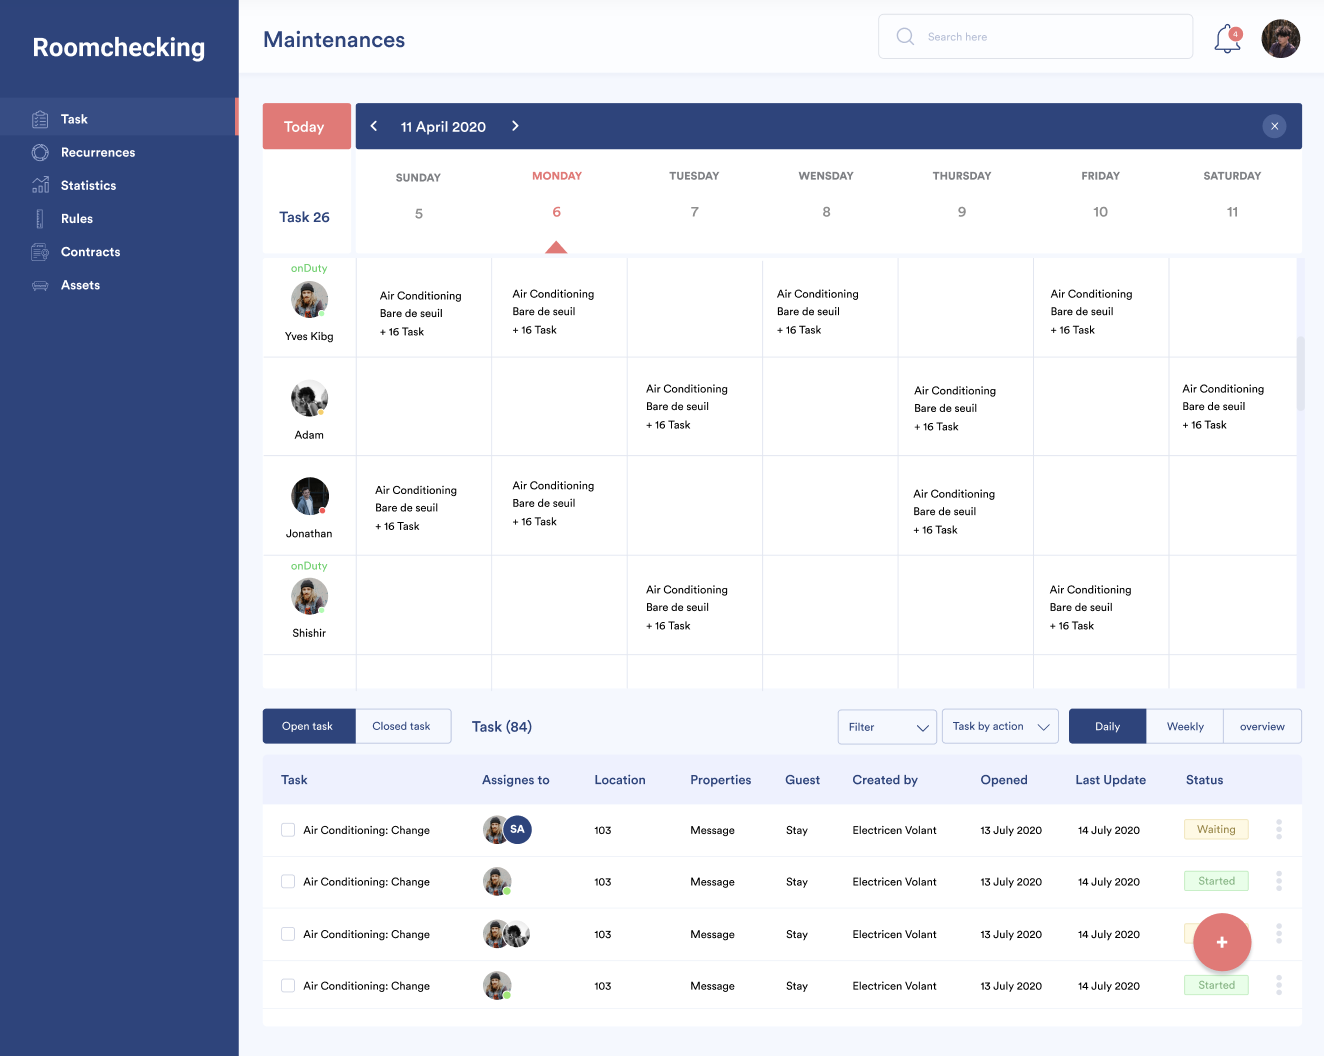 Roomchecking
Maintenances
Search here
4
Task
Recurrences
Statistics
Rules
Contracts
Assets
Today
11 April 2020
Task 26
SUNDAY MONDAY TUESDAY WENSDAY THURSDAY FRIDAY SATURDAY
5 6 7 8 9 10 11
onDuty
Yves Kibg
Air Conditioning Air Conditioning Air Conditioning Air Conditioning
Bare de seuil Bare de seuil Bare de seuil Bare de seuil
+ 16 Task + 16 Task + 16 Task + 16 Task
Adam
Air Conditioning Air Conditioning Air Conditioning
Bare de seuil Bare de seuil Bare de seuil
+ 16 Task + 16 Task + 16 Task
Jonathan
Air Conditioning Air Conditioning Air Conditioning
Bare de seuil Bare de seuil Bare de seuil
+ 16 Task + 16 Task + 16 Task
onDuty
Shishir
Air Conditioning Air Conditioning
Bare de seuil Bare de seuil
+ 16 Task + 16 Task
Open task Closed task Task (84) Filter Task by action Daily Weekly overview
Task Assignes to Location Properties Guest Created by Opened Last Update Status
Air Conditioning: Change SA 103 Message Stay Electricen Volant 13 July 2020 14 July 2020 Waiting
Air Conditioning: Change 103 Message Stay Electricen Volant 13 July 2020 14 July 2020 Started
Air Conditioning: Change 103 Message Stay Electricen Volant 13 July 2020 14 July 2020
Air Conditioning: Change 103 Message Stay Electricen Volant 13 July 2020 14 July 2020 Started